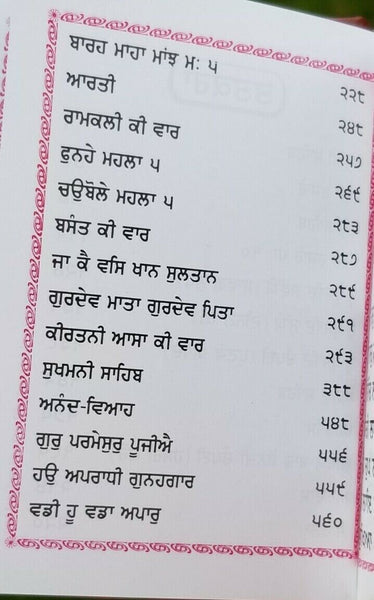 ਬਾਰਹ ਮਾਹਾ ਮਾਂਝ ਮ: ੫ ੨੨੮
ਆਰਤੀ ੨੪੮
ਰਾਮਕਲੀ ਕੀ ਵਾਰ ੨੫੭
ਫੁਨਹੇ ਮਹਲਾ ੫ ੨੬੯
ਚਉਬੋਲੇ ਮਹਲਾ ੫ ੨੮੩
ਬਸੰਤ ਕੀ ਵਾਰ ੨੮੭
ਜਾ ਕੈ ਵਸਿ ਖਾਨ ਸੁਲਤਾਨ ੨੮੯
ਗੁਰਦੇਵ ਮਾਤਾ ਗੁਰਦੇਵ ਪਿਤਾ ੨੯੧
ਕੀਰਤਨੀ ਆਸਾ ਕੀ ਵਾਰ ੨੯੩
ਸੁਖਮਨੀ ਸਾਹਿਬ ੩੮੮
ਅਨੰਦ-ਵਿਆਹ ੫੪੮
ਗੁਰੁ ਪਰਮੇਸੁਰੁ ਪੂਜੀਐ ੫੫੬
ਹਉ ਅਪਰਾਧੀ ਗੁਨਹਗਾਰ ੫੫੯
ਵਡੀ ਹੂ ਵਡਾ ਅਪਾਰੁ ੫੬੦